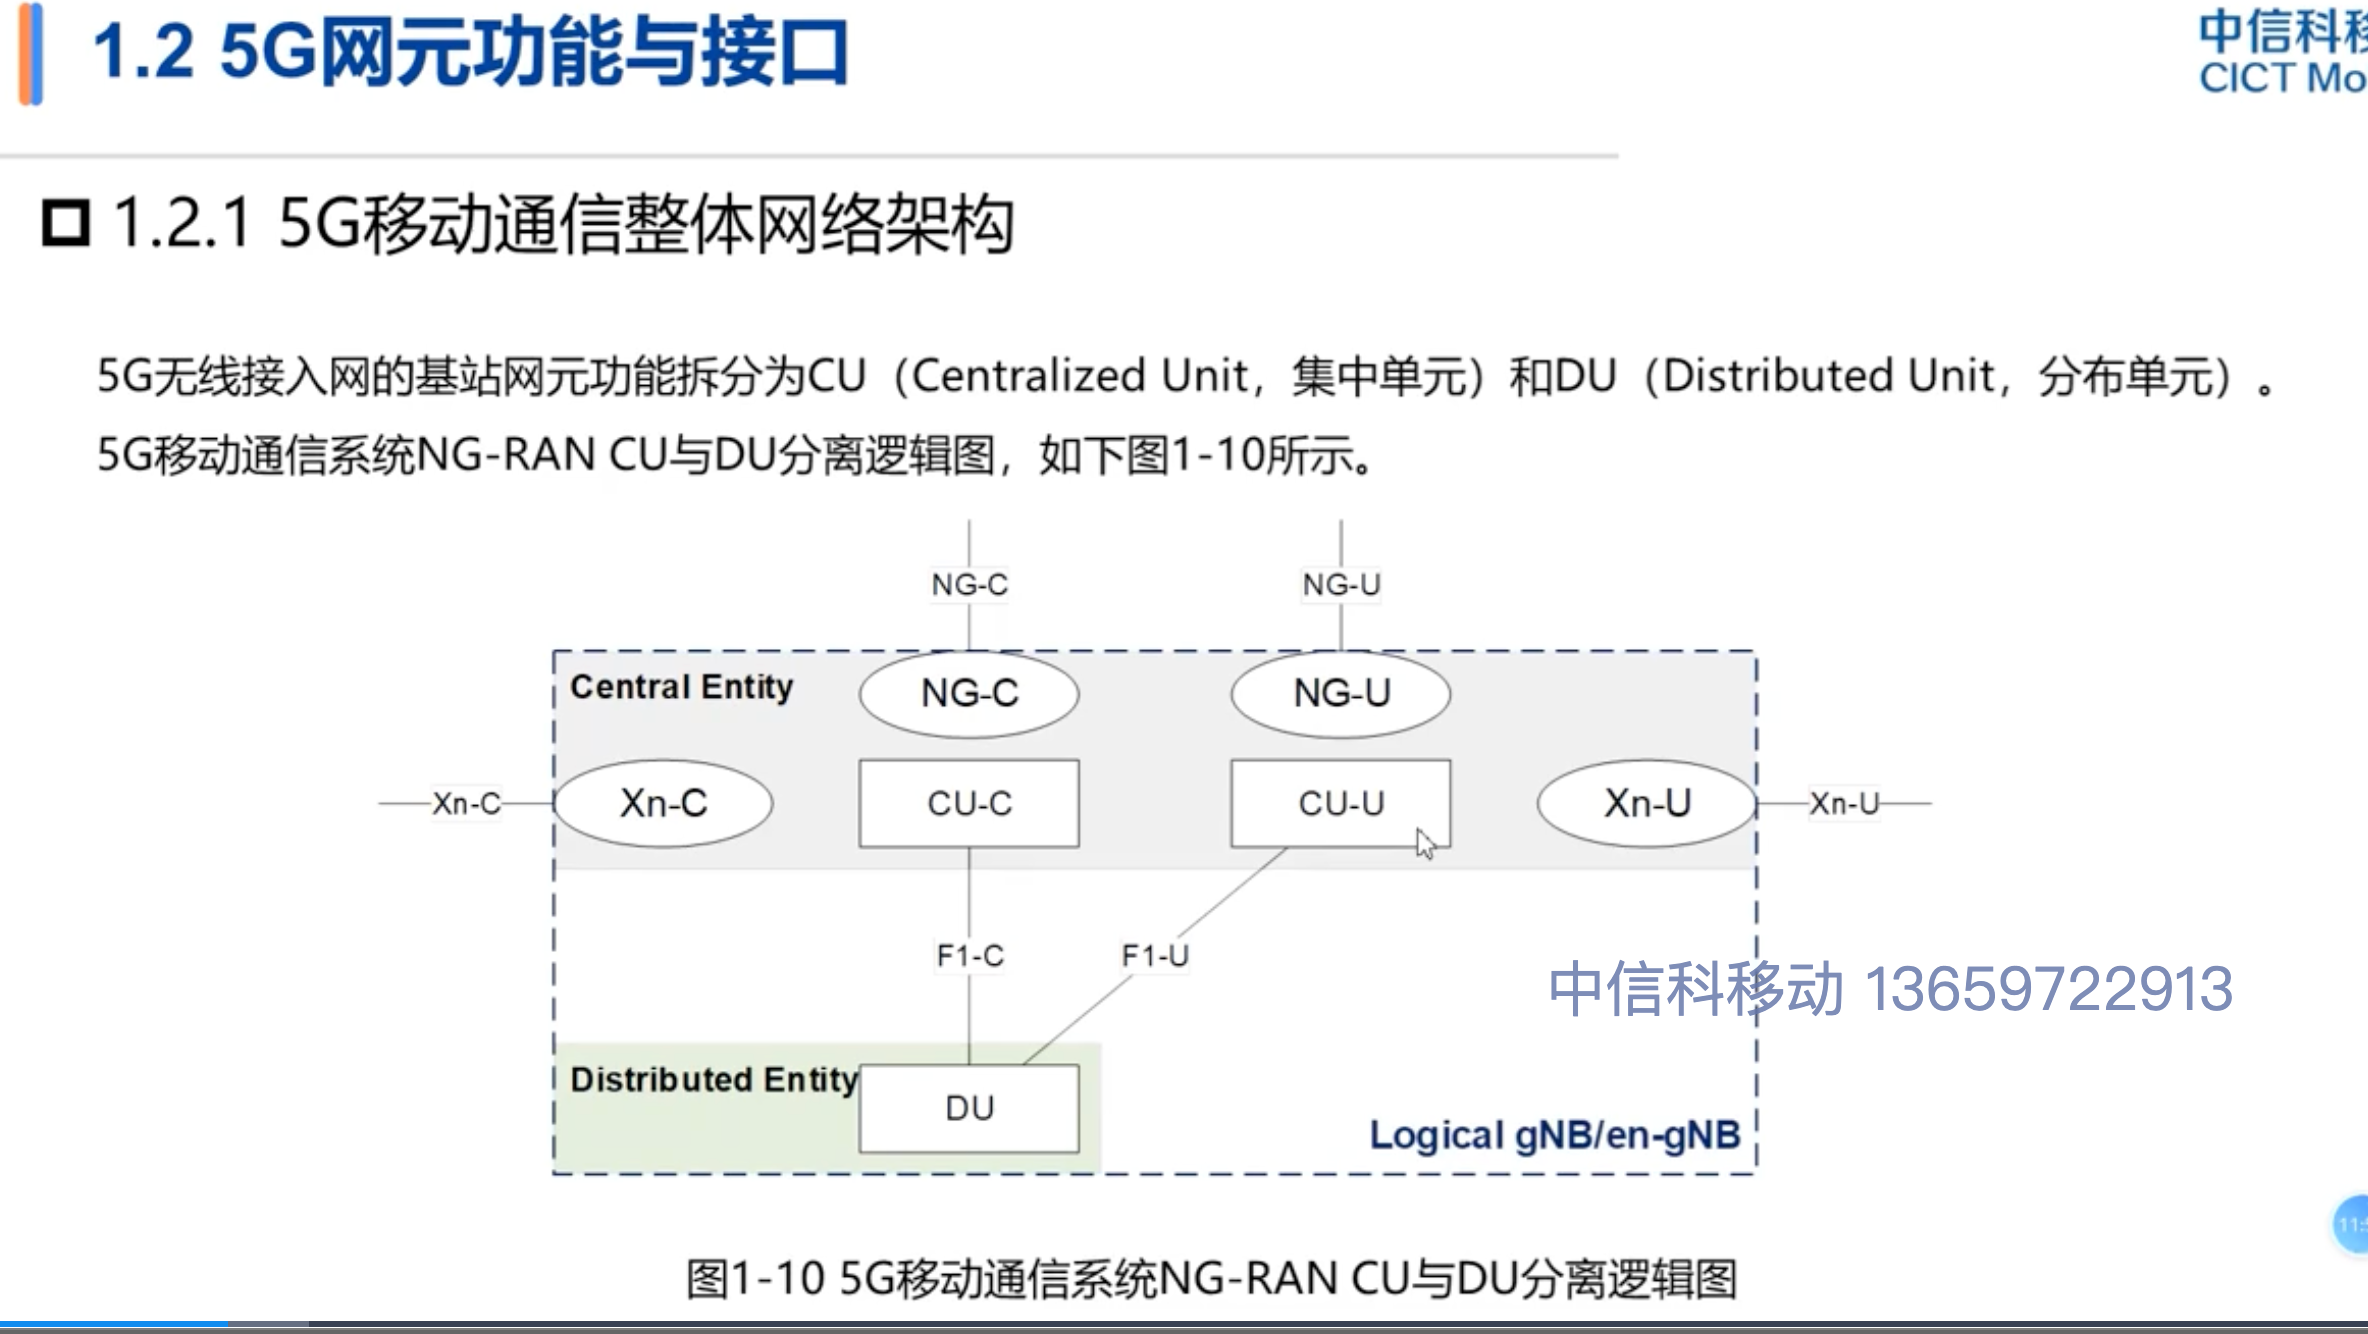 1.2 5G网元功能与接口
中信科移
CICT Mo
1.2.1 5G移动通信整体网络架构
5G无线接入网的基站网元功能拆分为CU（Centralized Unit，集中单元）和DU（Distributed Unit，分布单元）。
5G移动通信系统NG-RAN CU与DU分离逻辑图，如下图1-10所示。
NG-C NG-U
Central Entity NG-C NG-U
Xn-C Xn-C CU-C CU-U Xn-U Xn-U
F1-C F1-U
中信科移动 13659722913
Distributed Entity DU
Logical gNB/en-gNB
图1-10 5G移动通信系统NG-RAN CU与DU分离逻辑图